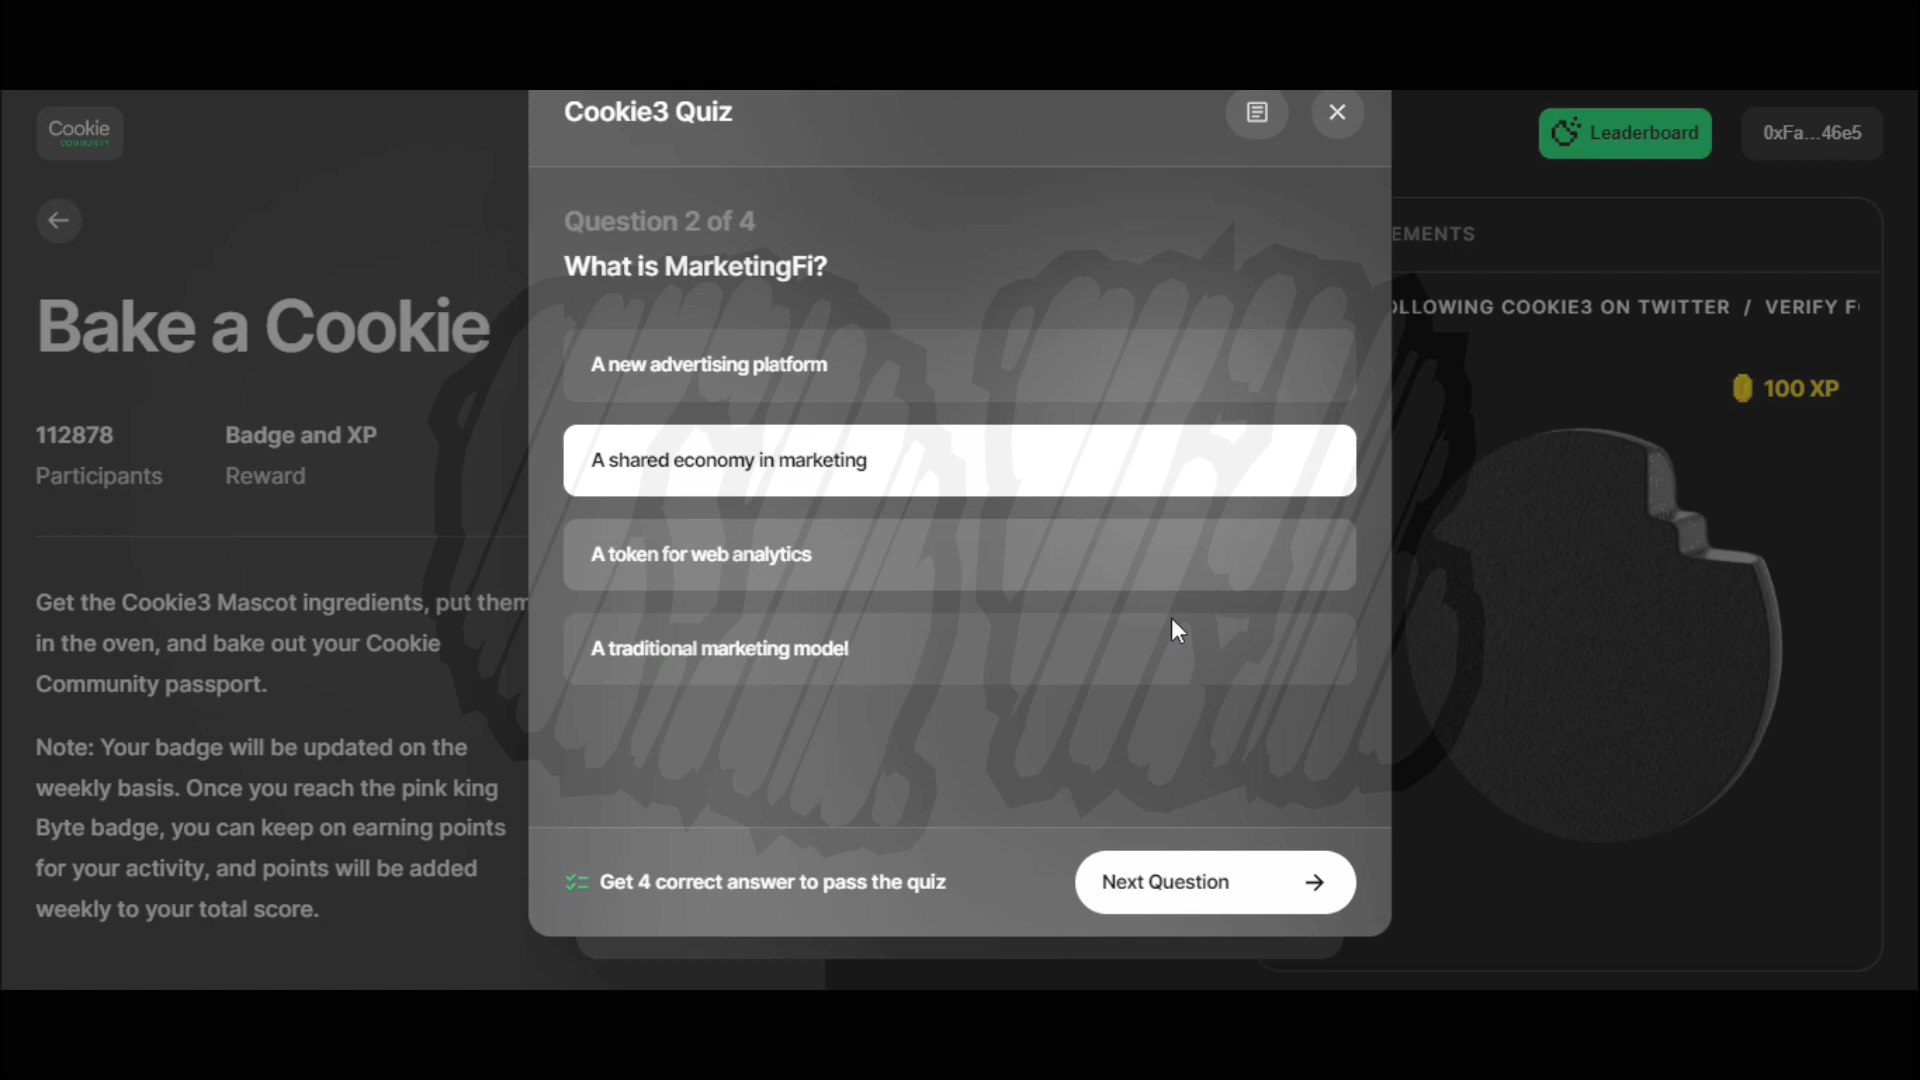 Cookie
COMMUNITY
Bake a Cookie
112878
Participants
Badge and XP
Reward
Get the Cookie3 Mascot ingredients, put them
in the oven, and bake out your Cookie
Community passport.
Note: Your badge will be updated on the
weekly basis. Once you reach the pink king
Byte badge, you can keep on earning points
for your activity, and points will be added
weekly to your total score.
Cookie3 Quiz
Question 2 of 4
What is MarketingFi?
A new advertising platform
A shared economy in marketing
A token for web analytics
A traditional marketing model
Get 4 correct answer to pass the quiz
Next Question
Leaderboard
0xFa...46e5
EMENTS
OLLOWING COOKIE3 ON TWITTER / VERIFY F
100 XP